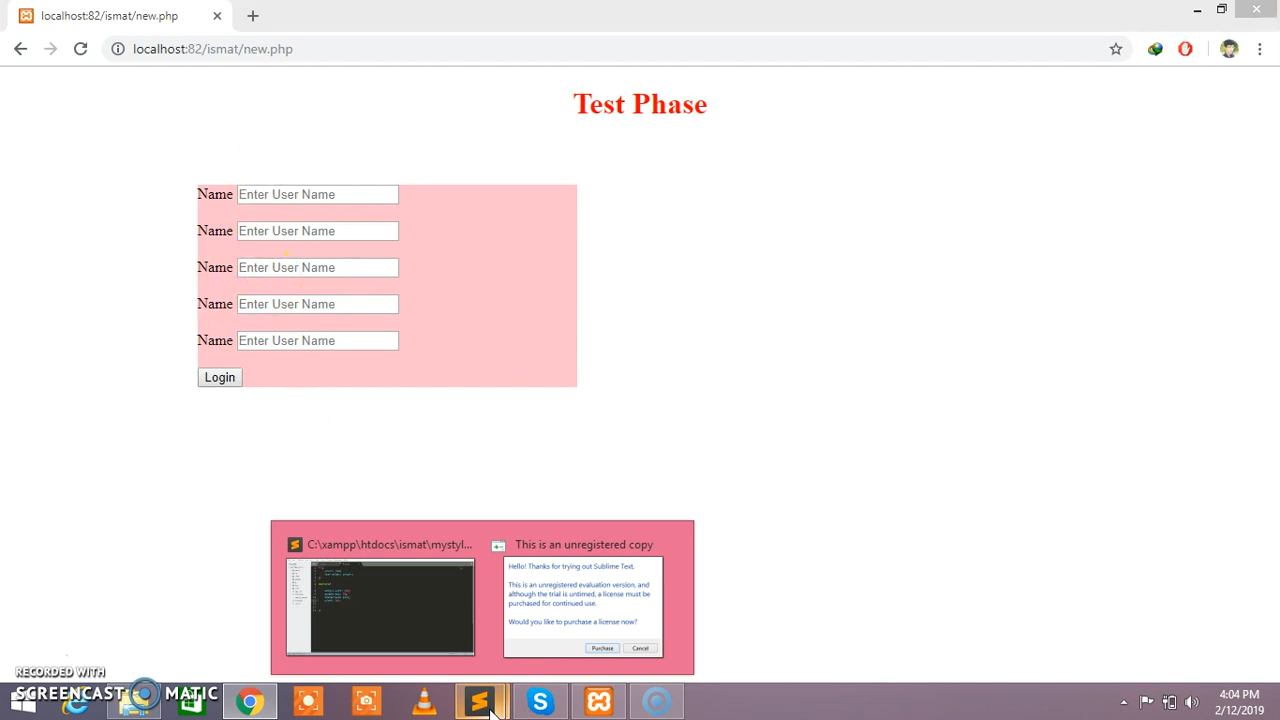 localhost:82/ismat/new.php
localhost:82/ismat/new.php
Test Phase
Name Enter User Name
Name Enter User Name
Name Enter User Name
Name Enter User Name
Name Enter User Name
Login
C:\xampp\htdocs\ismat\mystyl...
This is an unregistered copy
Hello! Thanks for trying out Sublime Text.
This is an unregistered evaluation version, and
although the trial is untimed, a license must be
purchased for continued use.
Would you like to purchase a license now?
Purchase Cancel
RECORDED WITH
SCREENCAST MATIC
4:04 PM
2/12/2019